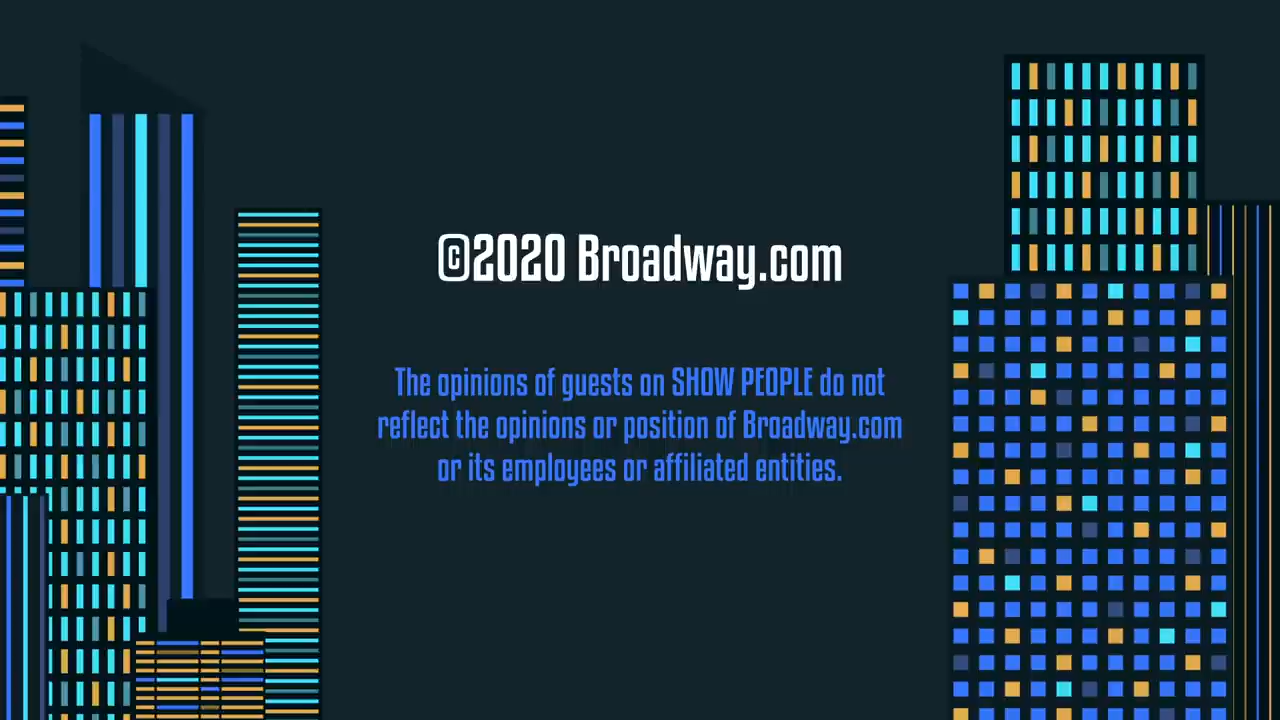 ©2020 Broadway.com
The opinions of guests on SHOW PEOPLE do not
reflect the opinions or position of Broadway.com
or its employees or affiliated entities.